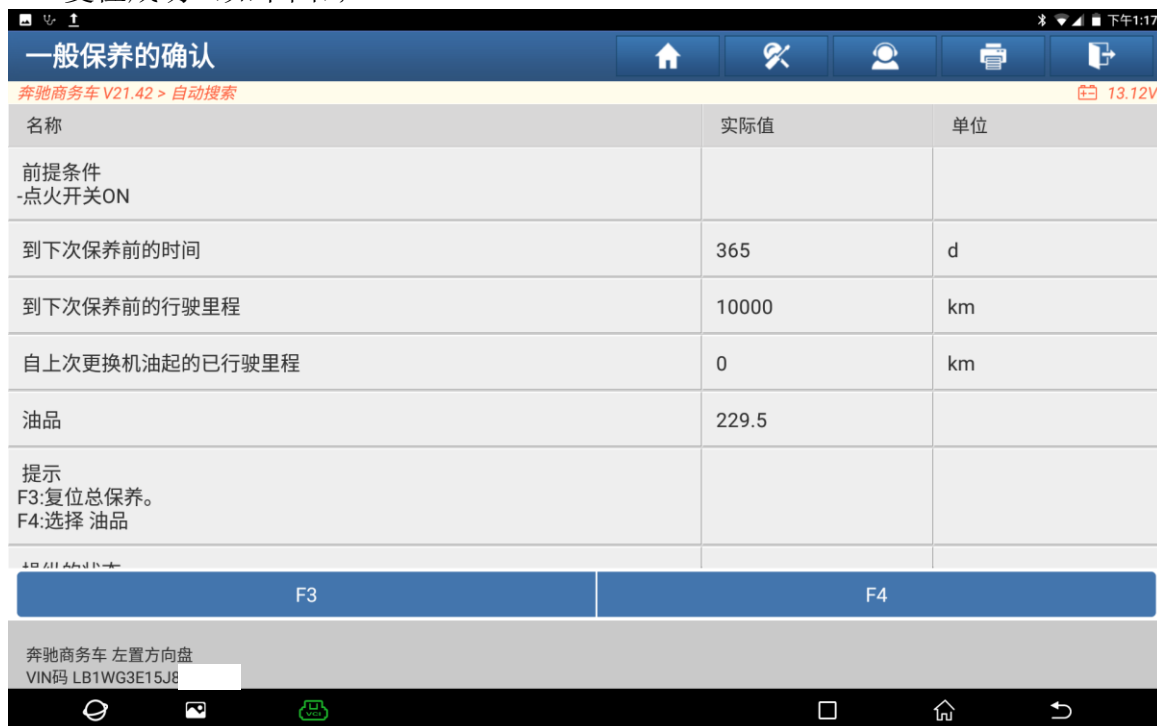 下午1:17
一般保养的确认
奔驰商务车 V21.42 > 自动搜索
13.12V
名称 实际值 单位
前提条件
-点火开关ON
到下次保养前的时间 365 d
到下次保养前的行驶里程 10000 km
自上次更换机油起的已行驶里程 0 km
油品 229.5
提示
F3:复位总保养。
F4:选择 油品
F3 F4
奔驰商务车 左置方向盘
VIN码 LB1WG3E15J8
VCI